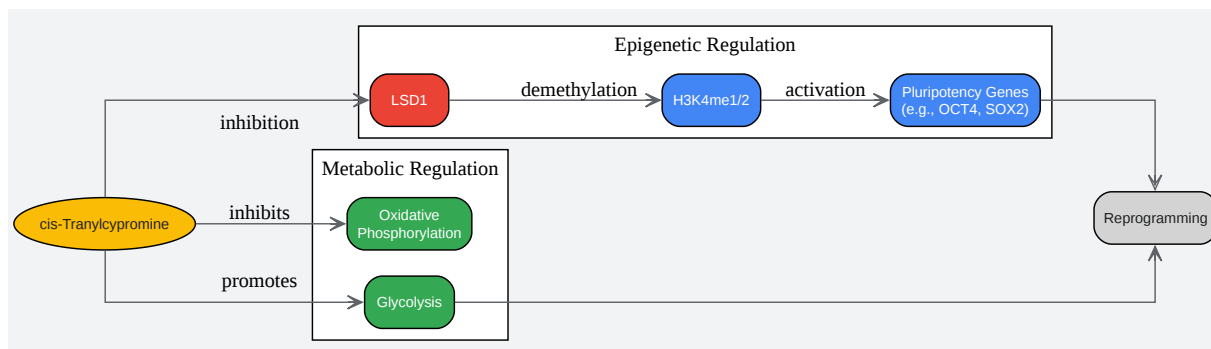 Epigenetic Regulation
LSD1
demethylation
H3K4me1/2
activation
Pluripotency Genes
(e.g., OCT4, SOX2)
inhibition
Metabolic Regulation
cis-Tranylcypromine
inhibits
Oxidative
Phosphorylation
Reprogramming
promotes
Glycolysis